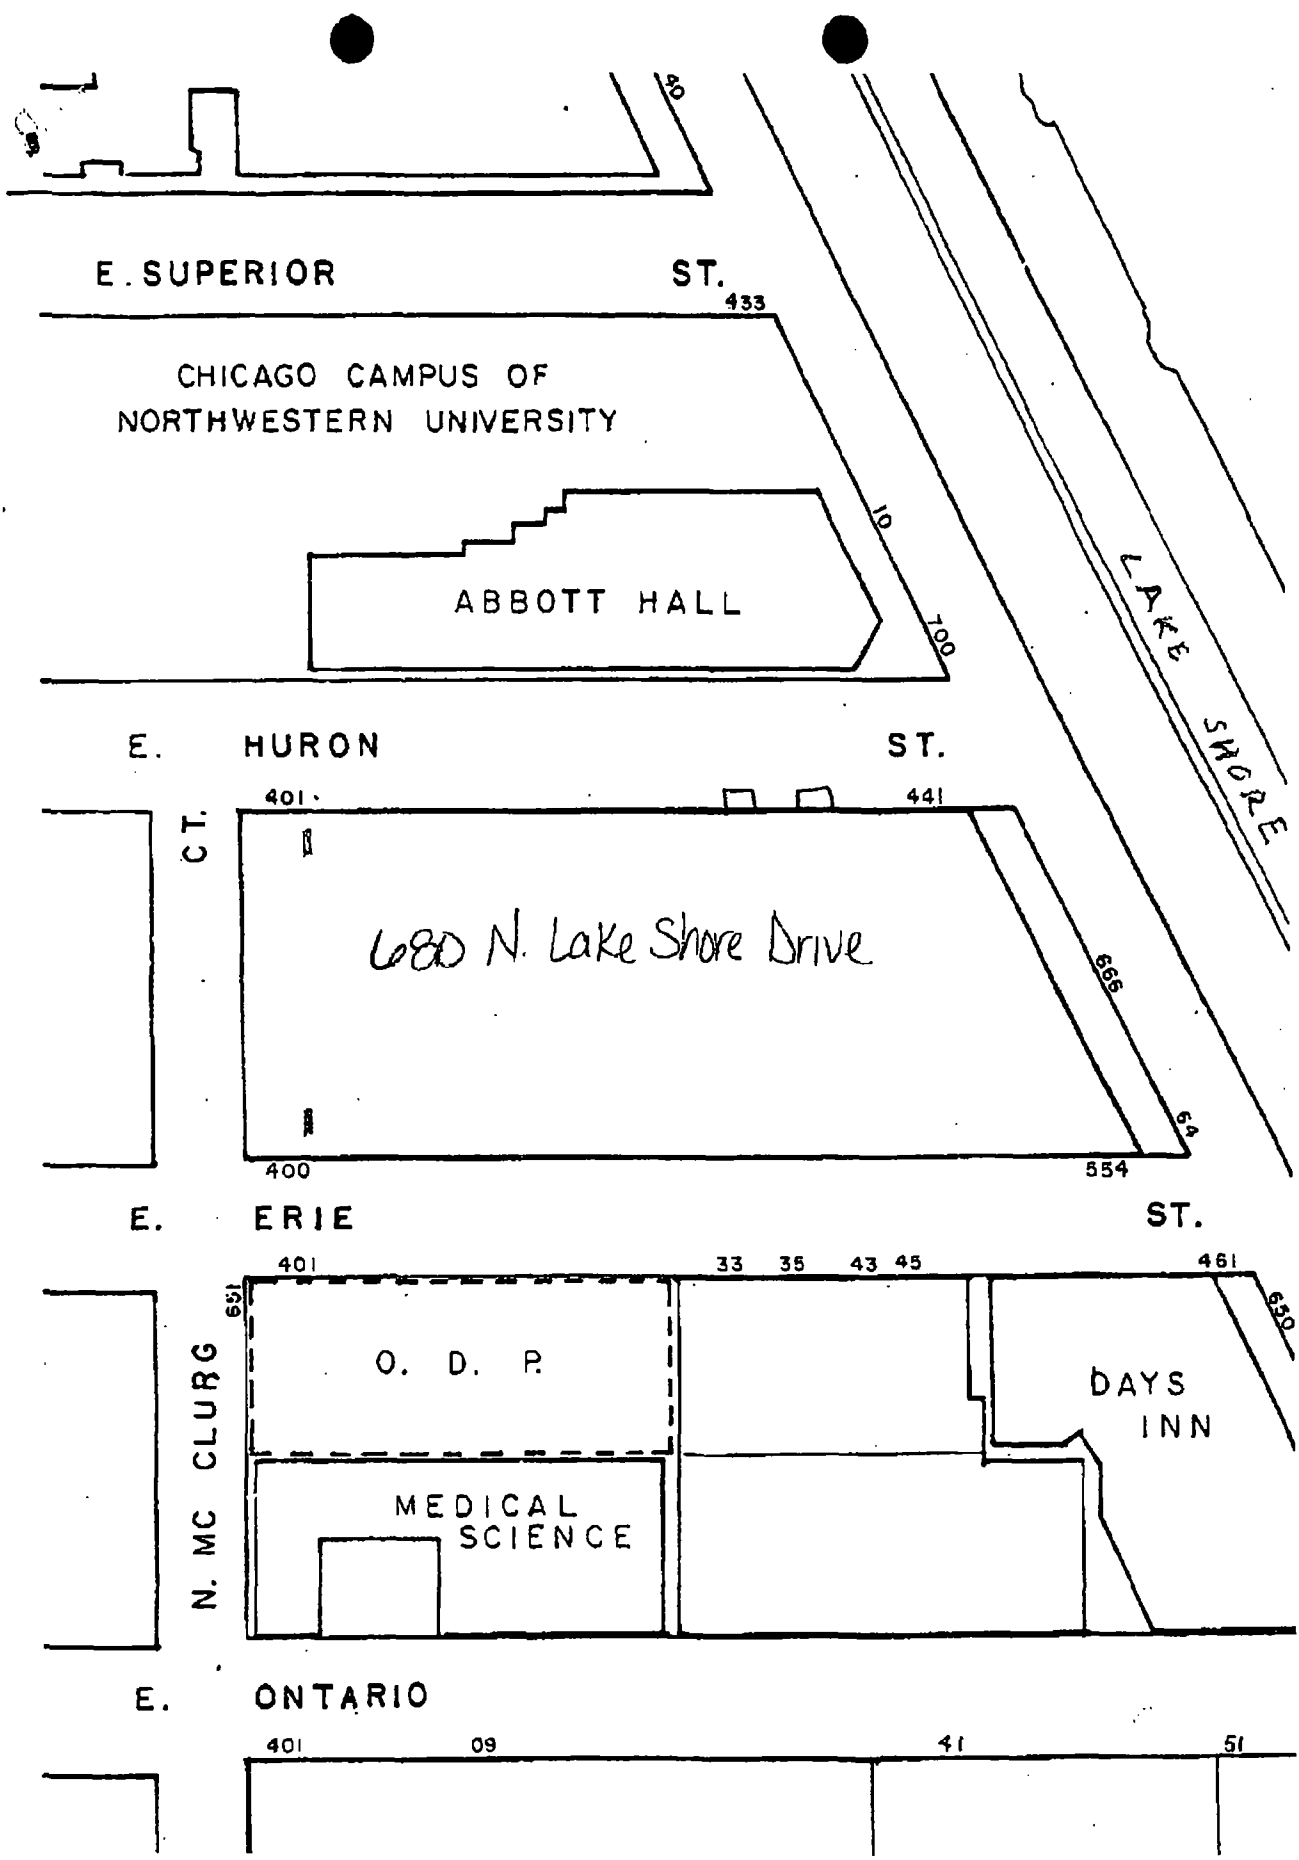 40
E. SUPERIOR ST.
433
CHICAGO CAMPUS OF
NORTHWESTERN UNIVERSITY
10
ABBOTT HALL
700
LAKE SHORE
E. HURON ST.
401 441
CT.
680 N. Lake Shore Drive
666
64
400 554
E. ERIE ST.
401 33 35 43 45 461
651
630
O. D. P.
DAYS
INN
N. MC CLURG
MEDICAL
SCIENCE
E. ONTARIO
401 09 41 51